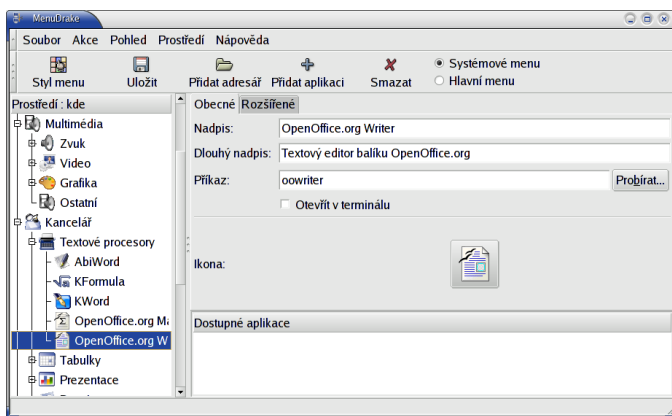 MenuDrake
Soubor Akce Pohled Prostředí Nápověda
Styl menu Uložit Přidat adresář Přidat aplikaci Smazat
Systémové menu
Hlavní menu
Prostředí : kde
Multimédia
Zvuk
Video
Grafika
Ostatní
Kancelář
Textové procesory
AbiWord
KFormula
KWord
OpenOffice.org Ma
OpenOffice.org W
Tabulky
Prezentace
Obecné Rozšířené
Nadpis: OpenOffice.org Writer
Dlouhý nadpis: Textový editor balíku OpenOffice.org
Příkaz: oowriter Probírat...
Otevřít v terminálu
Ikona:
Dostupné aplikace